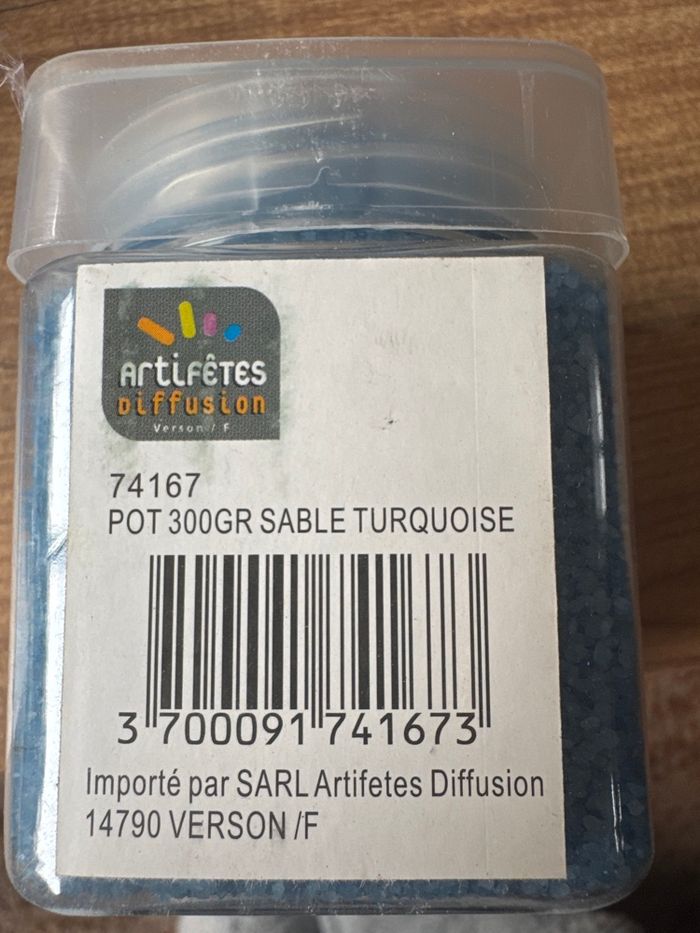 ArtiFÊTES
Diffusion
Verson / F
74167
POT 300GR SABLE TURQUOISE
3 700091 741673
Importé par SARL Artifetes Diffusion
14790 VERSON /F